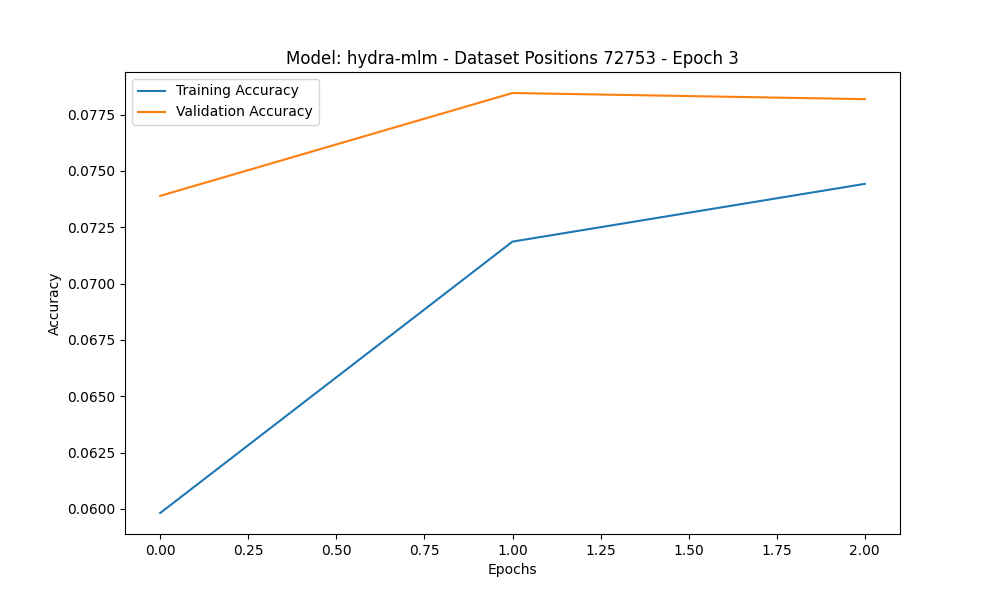 Model: hydra-mlm - Dataset Positions 72753 - Epoch 3
Training Accuracy
Validation Accuracy
0.0775
0.0750
0.0725
0.0700
0.0675
0.0650
0.0625
0.0600
Accuracy
0.00 0.25 0.50 0.75 1.00 1.25 1.50 1.75 2.00
Epochs